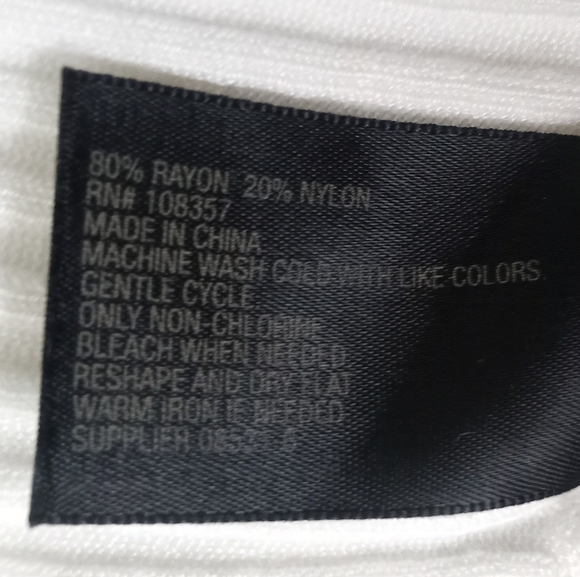 80% RAYON 20% NYLON
RN# 108357
MADE IN CHINA
MACHINE WASH COLD WITH LIKE COLORS.
GENTLE CYCLE
ONLY NON-CHLORINE
BLEACH WHEN NEEDED
RESHAPE AND DRY FLAT
WARM IRON IF NEEDED
SUPPLIER